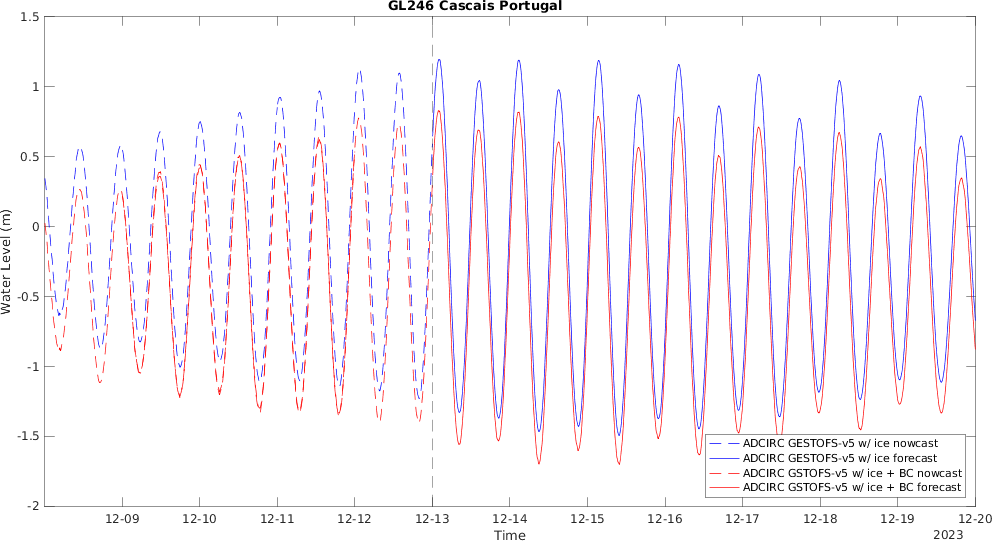 GL246 Cascais Portugal
1.5
1
0.5
0
-0.5
-1
-1.5
-2
Water Level (m)
ADCIRC GESTOFS-v5 w/ ice nowcast
ADCIRC GESTOFS-v5 w/ ice forecast
ADCIRC GSTOFS-v5 w/ ice + BC nowcast
ADCIRC GSTOFS-v5 w/ ice + BC forecast
12-09 12-10 12-11 12-12 12-13 12-14 12-15 12-16 12-17 12-18 12-19 12-20
Time
2023